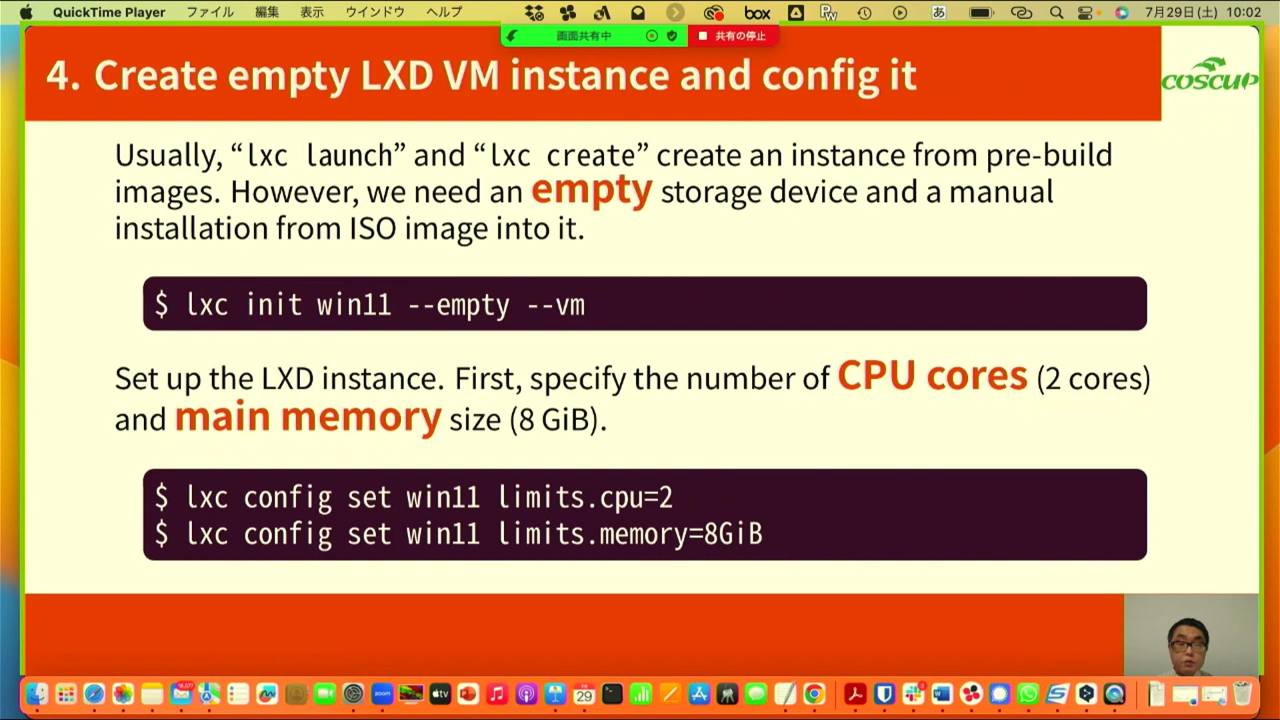 QuickTime Player ファイル 編集 表示 ウインドウ ヘルプ box あ 7月29日(土) 10:02
画面共有中 共有の停止
4. Create empty LXD VM instance and config it
COSCUP
Usually, “lxc launch” and “lxc create” create an instance from pre-build
images. However, we need an empty storage device and a manual
installation from ISO image into it.
$ lxc init win11 --empty --vm
Set up the LXD instance. First, specify the number of CPU cores (2 cores)
and main memory size (8 GiB).
$ lxc config set win11 limits.cpu=2
$ lxc config set win11 limits.memory=8GiB
zoom tv 29